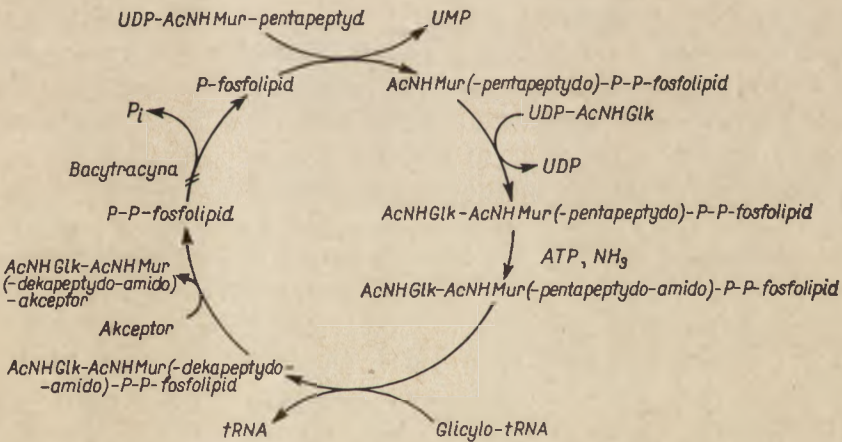 UDP-AcNHMur-pentapeptyd
UMP
P-fosfolipid
AcNHMur(-pentapeptydo)-P-P-fosfolipid
Pi
UDP-AcNHGlk
Bacytracyna
UDP
P-P-fosfolipid
AcNHGlk-AcNHMur(-pentapeptydo)-P-P-fosfolipid
ATP, NH3
AcNHGlk-AcNHMur
(-dekapeptydo-amido)
-akceptor
AcNHGlk-AcNHMur(-pentapeptydo-amido)-P-P-fosfolipid
Akceptor
AcNHGlk-AcNHMur(-dekapeptydo-
-amido)-P-P-fosfolipid
tRNA
Glicylo-tRNA